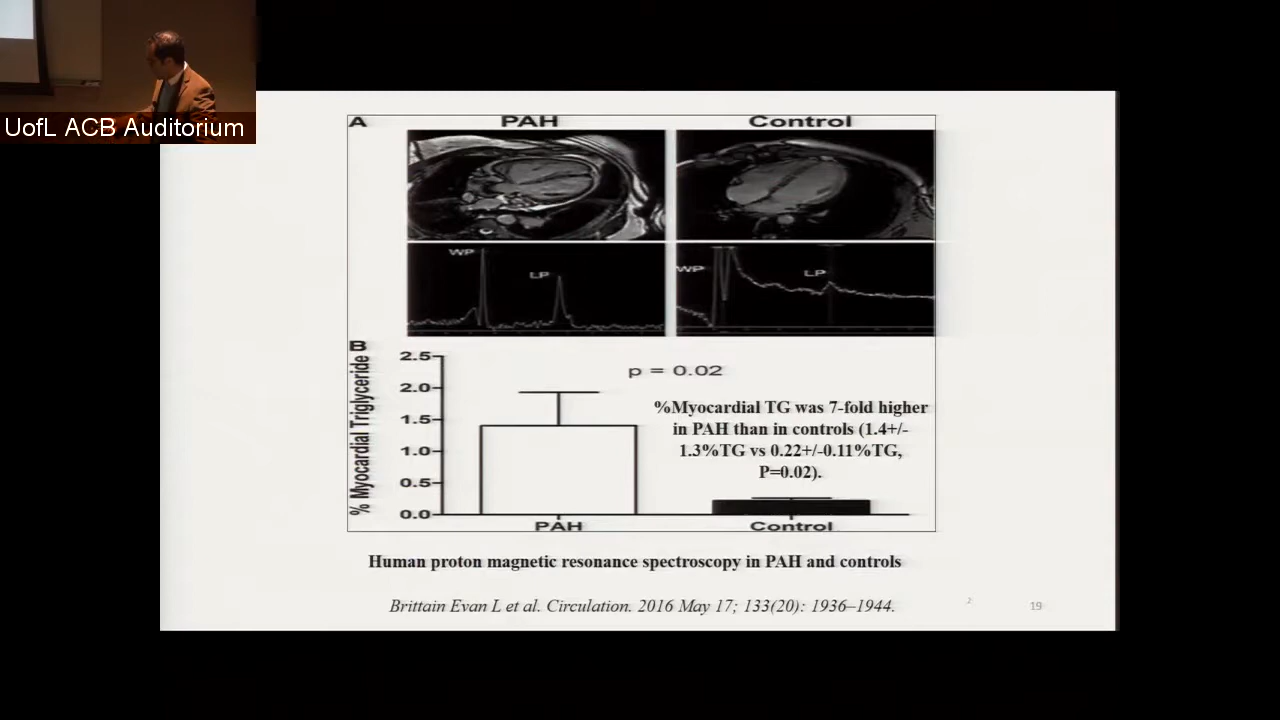 UofL ACB Auditorium
A
PAH
Control
WP
LP
WP
LP
B
% Myocardial Triglyceride
2.5
2.0
1.5
1.0
0.5
0.0
p = 0.02
%Myocardial TG was 7-fold higher
in PAH than in controls (1.4+/-
1.3%TG vs 0.22+/-0.11%TG,
P=0.02).
PAH
Control
Human proton magnetic resonance spectroscopy in PAH and controls
Brittain Evan L et al. Circulation. 2016 May 17; 133(20): 1936–1944.
2
19